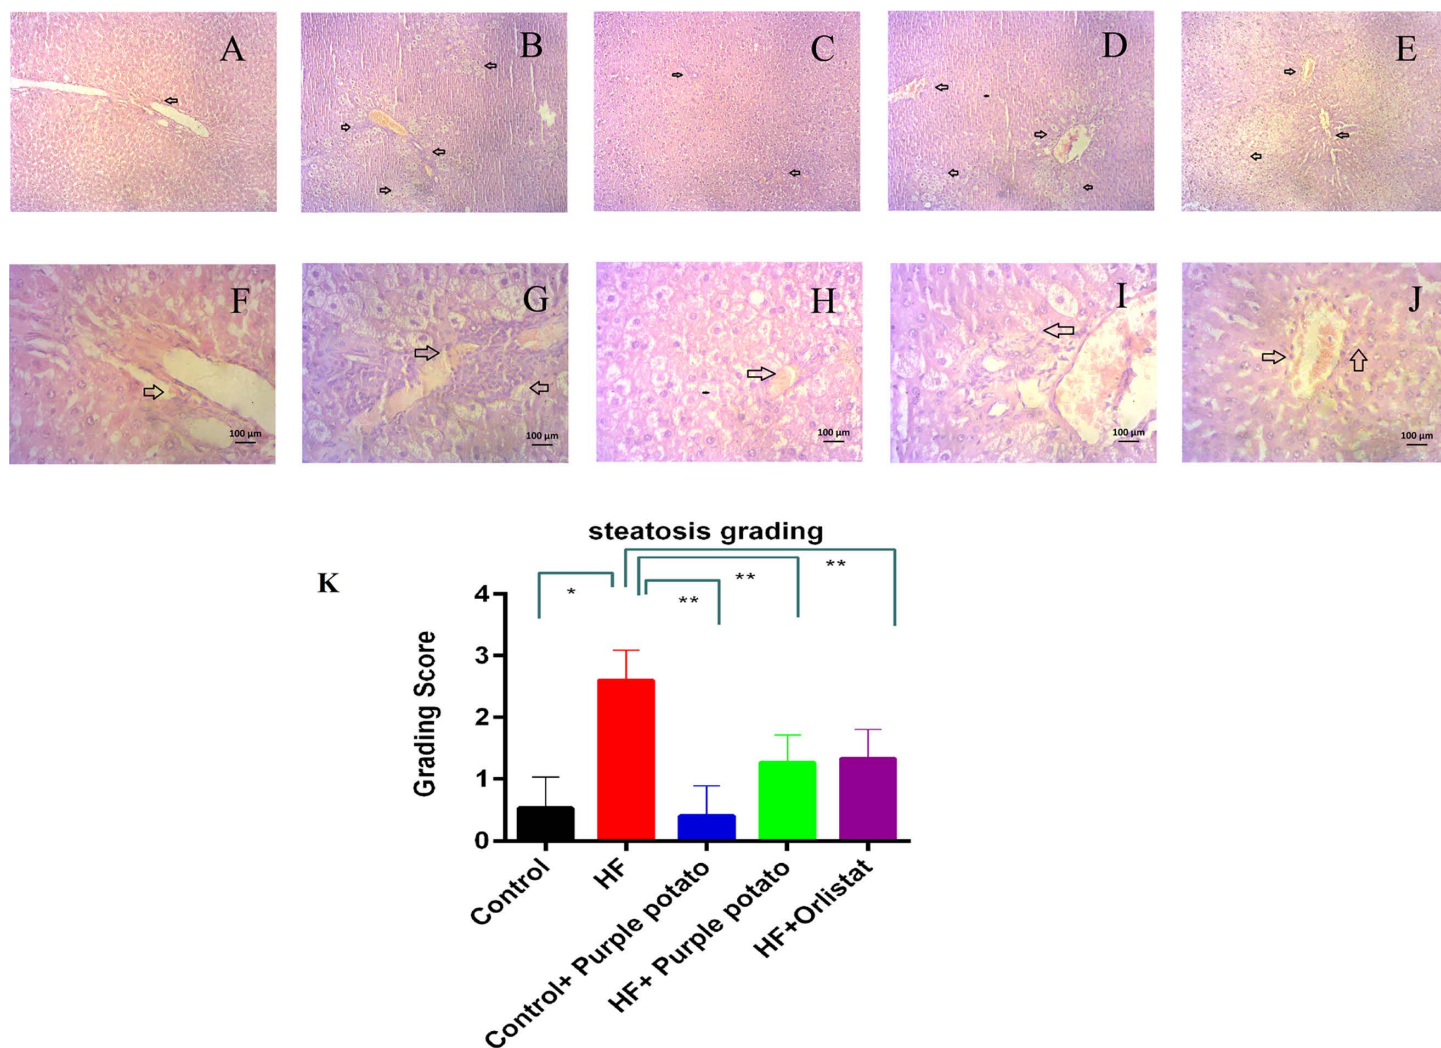 A
B
C
D
E
F
G
H
I
J
100 µm
100 µm
100 µm
100 µm
100 µm
K
steatosis grading
*
**
**
**
Grading Score
4
3
2
1
0
Control
HF
Control+ Purple potato
HF+ Purple potato
HF+Orlistat